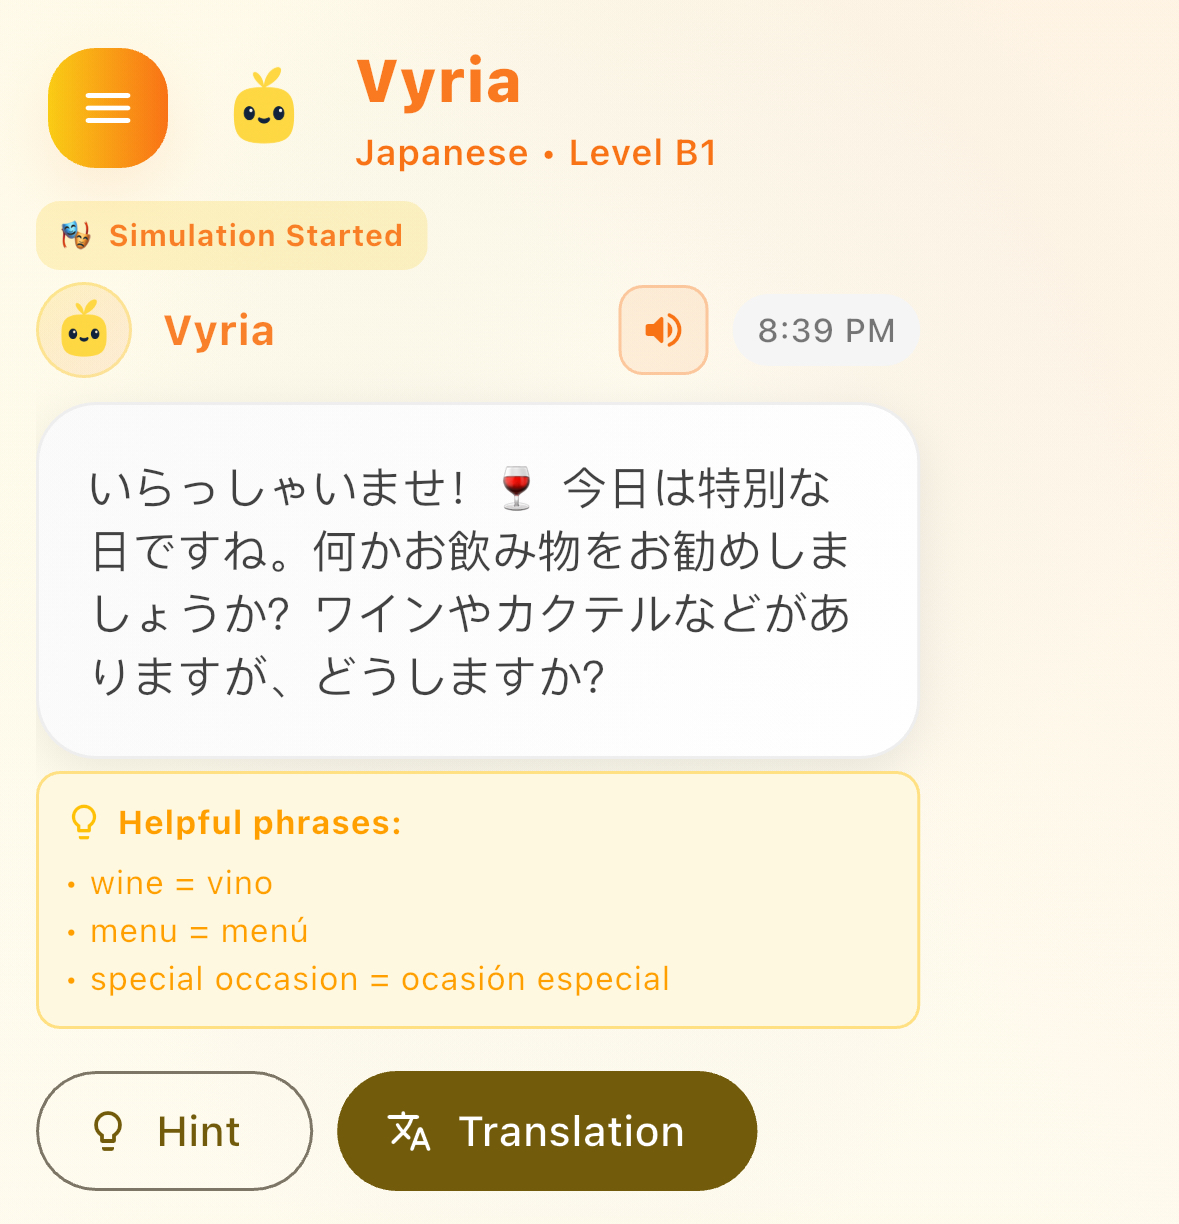 Vyria
Japanese • Level B1
🎭 Simulation Started
Vyria
8:39 PM
いらっしゃいませ！🍷 今日は特別な
日ですね。何かお飲み物をお勧めしま
しょうか？ワインやカクテルなどがあ
りますが、どうしますか？
Helpful phrases:
• wine = vino
• menu = menú
• special occasion = ocasión especial
Hint
Translation